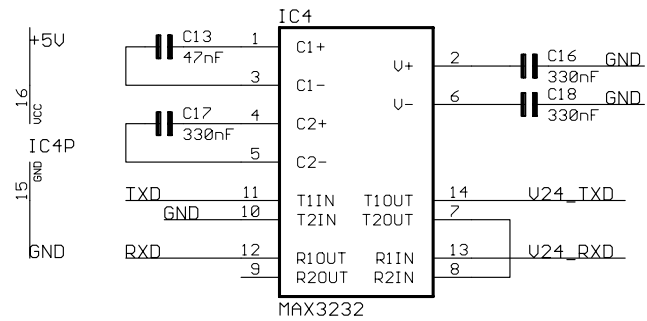 IC4
+5V
C13
47nF
1
C1+
3
C1-
C17
330nF
4
C2+
5
C2-
V+
2
C16
330nF
GND
V-
6
C18
330nF
GND
16
VCC
IC4P
15
GND
GND
TXD
11
T1IN
GND
10
T2IN
RXD
12
R1OUT
9
R2OUT
T1OUT
14
V24_TXD
T2OUT
7
R1IN
13
V24_RXD
R2IN
8
MAX3232